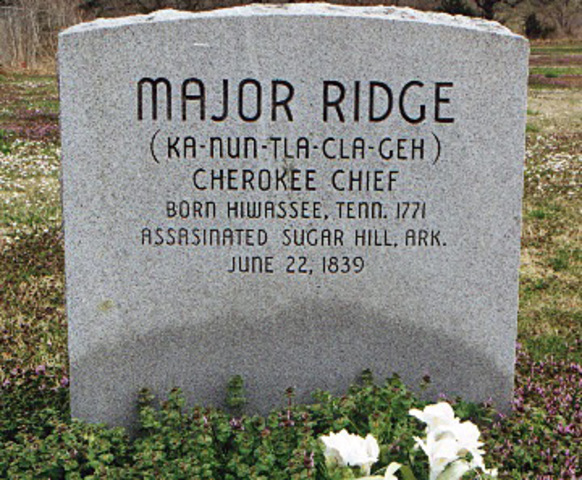 MAJOR RIDGE
(KA-NUN-TLA-CLA-GEH)
CHEROKEE CHIEF
BORN HIWASSEE, TENN. 1771
ASSASINATED SUGAR HILL, ARK.
JUNE 22, 1839